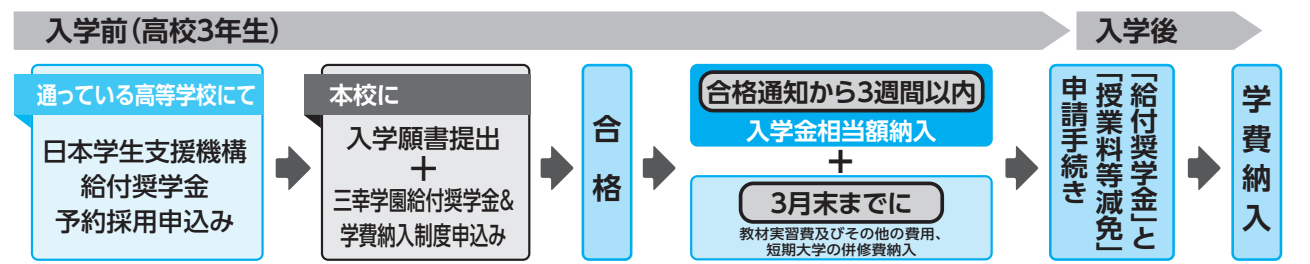 入学前(高校3年生)
入学後
通っている高等学校にて
日本学生支援機構
給付奨学金
予約採用申込み
本校に
入学願書提出
+
三幸学園給付奨学金&
学費納入制度申込み
合格
合格通知から3週間以内
入学金相当額納入
+
3月末までに
教材実習費及びその他の費用、
短期大学の併修費納入
「給付奨学金」と
「授業料等減免」
申請手続き
学費納入